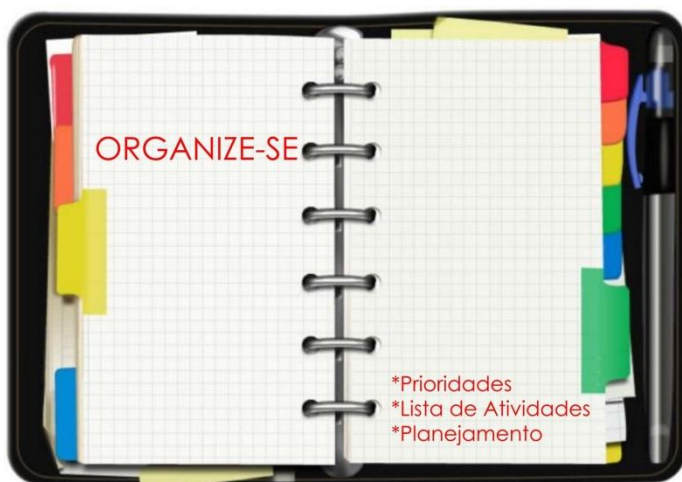 ORGANIZE-SE
*Prioridades
*Lista de Atividades
*Planejamento